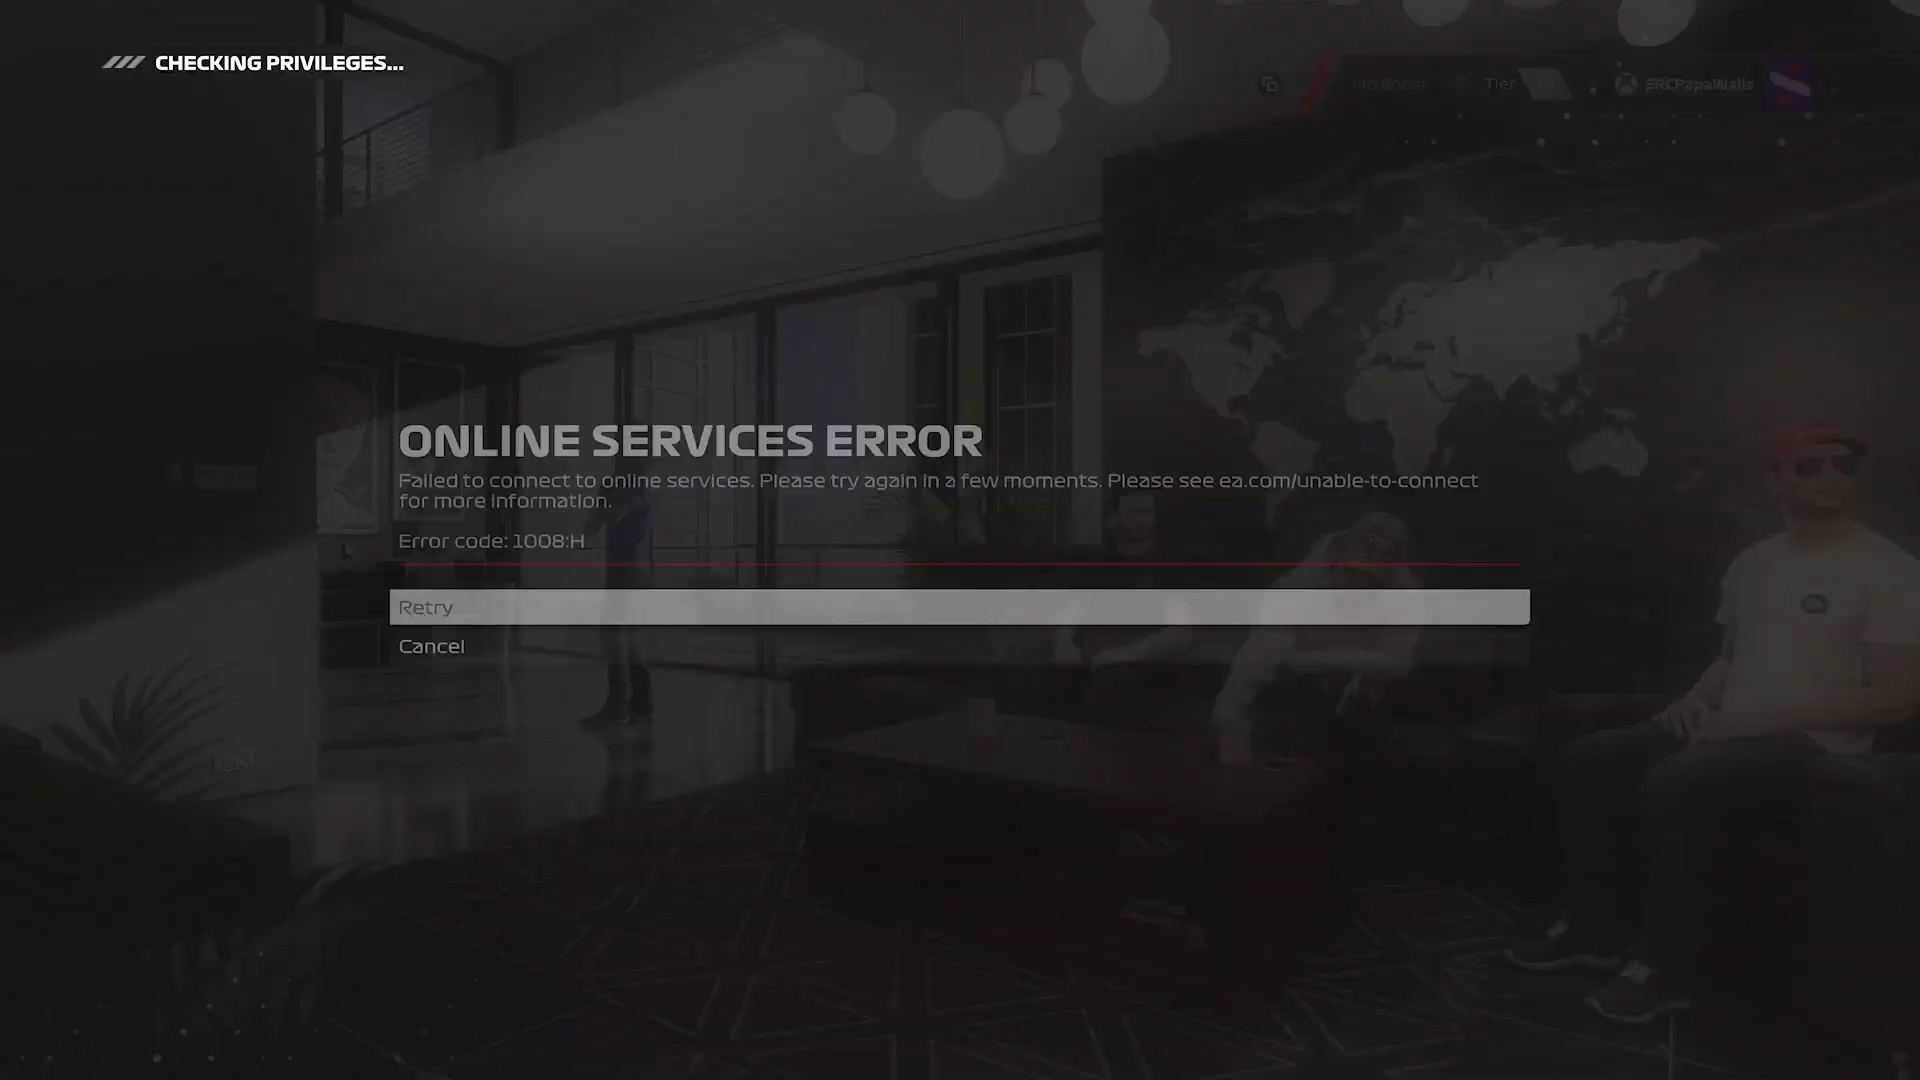 CHECKING PRIVILEGES...
Tier
ERCPapaWalls
ONLINE SERVICES ERROR
Failed to connect to online services. Please try again in a few moments. Please see ea.com/unable-to-connect
for more information.
Error code: 1008:H
Retry
Cancel